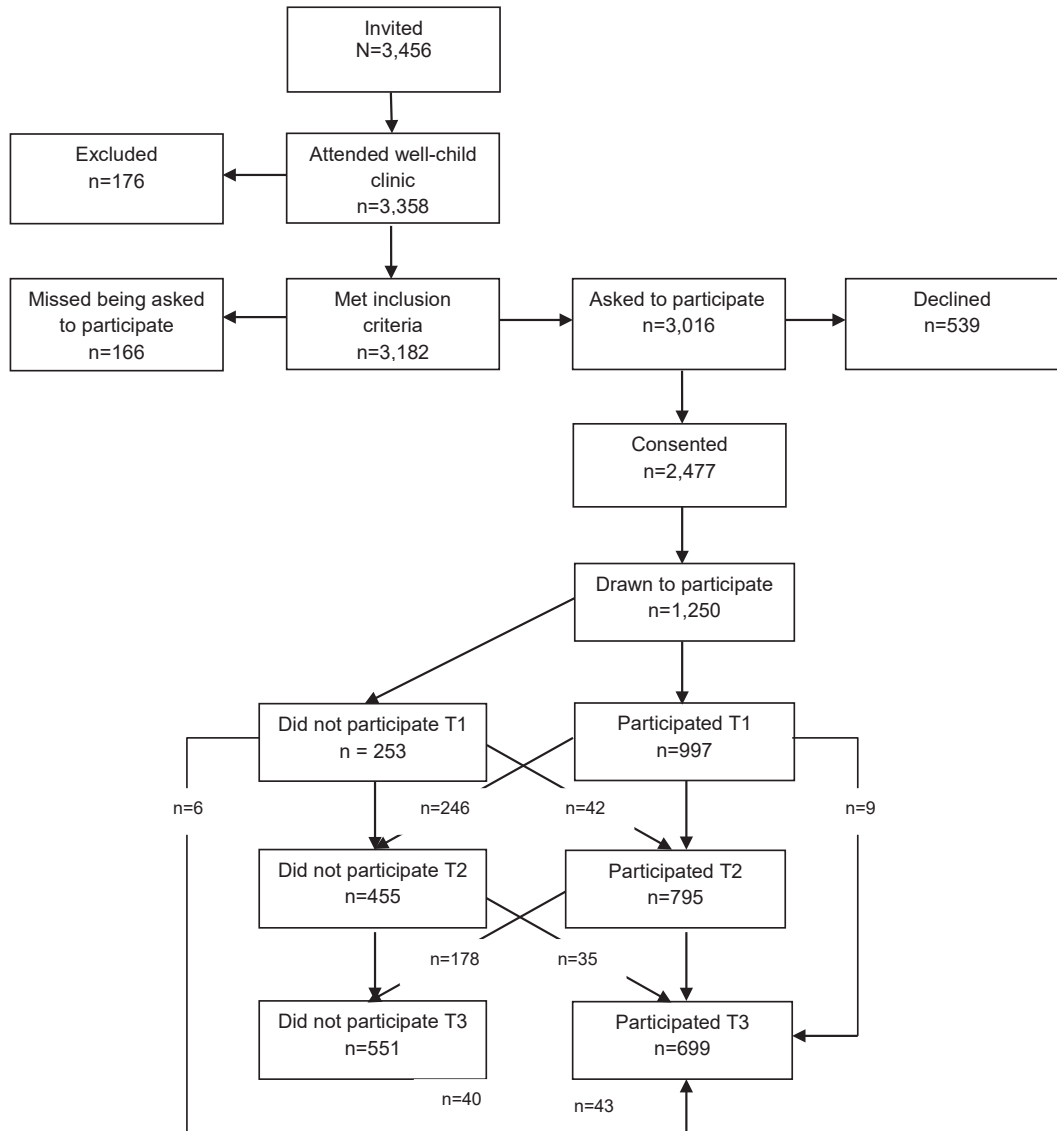 Invited
N=3,456
Excluded
n=176
Attended well-child
clinic
n=3,358
Missed being asked
to participate
n=166
Met inclusion
criteria
n=3,182
Asked to participate
n=3,016
Declined
n=539
Consented
n=2,477
Drawn to participate
n=1,250
Did not participate T1
n = 253
Participated T1
n=997
n=6
n=246
n=42
n=9
Did not participate T2
n=455
Participated T2
n=795
n=178
n=35
Did not participate T3
n=551
Participated T3
n=699
n=40
n=43